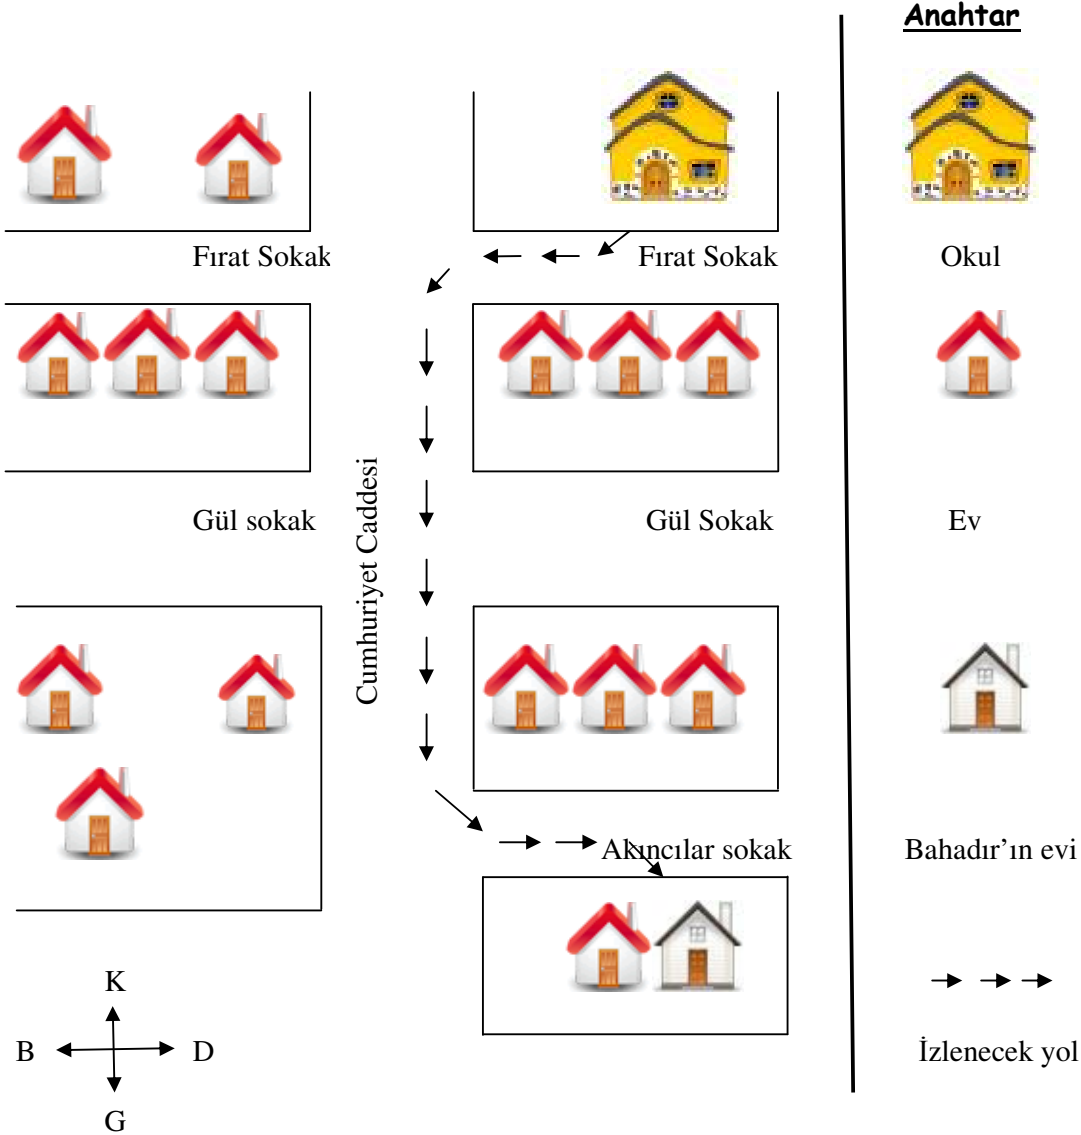 Anahtar
Fırat Sokak
Fırat Sokak
Okul
Cumhuriyet Caddesi
Gül sokak
Gül Sokak
Ev
Akıncılar sokak
Bahadır’ın evi
K
B
D
G
İzlenecek yol